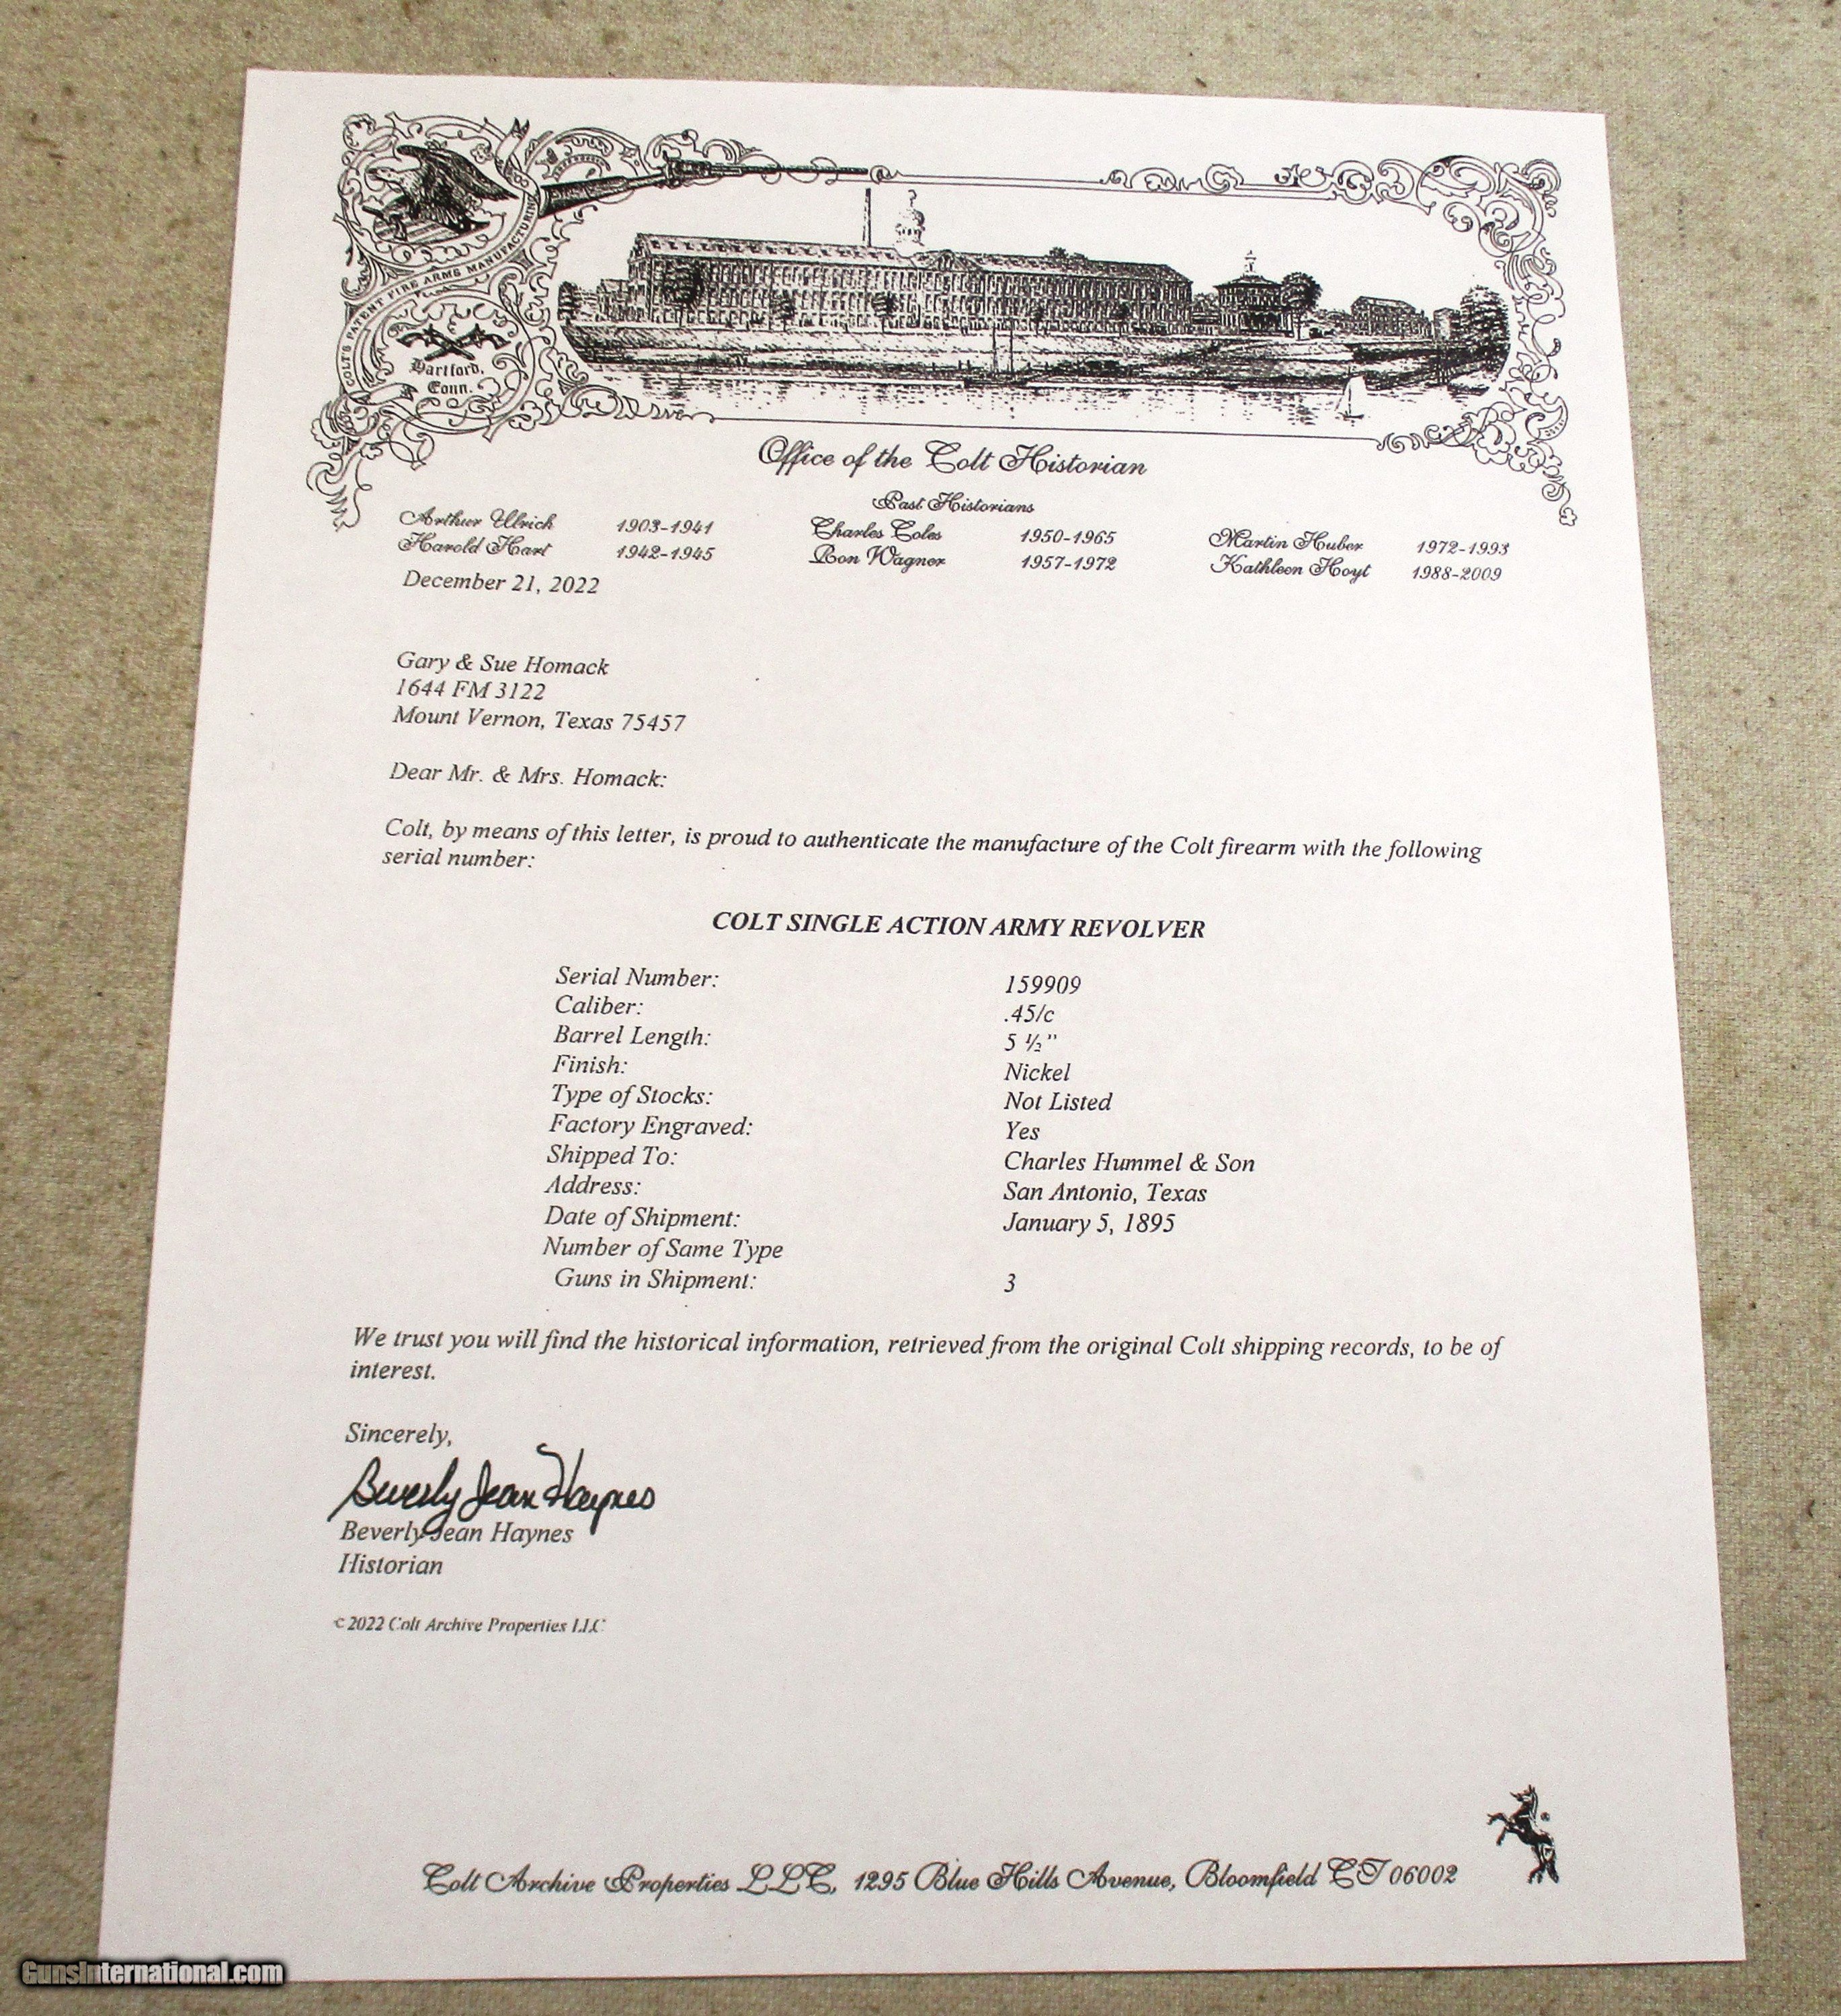 COLT'S PATENT FIRE ARMS MANUFACTURING
Hartford,
Conn.
Office of the Colt Historian
Past Historians
Arthur Ulrich 1903-1941 Charles Coles 1950-1965 Martin Huber 1972-1993
Harold Hart 1942-1945 Ron Wagner 1957-1972 Kathleen Hoyt 1988-2009
December 21, 2022
Gary & Sue Homack
1644 FM 3122
Mount Vernon, Texas 75457
Dear Mr. & Mrs. Homack:
Colt, by means of this letter, is proud to authenticate the manufacture of the Colt firearm with the following
serial number:
COLT SINGLE ACTION ARMY REVOLVER
Serial Number: 159909
Caliber: .45/c
Barrel Length: 5 ½"
Finish: Nickel
Type of Stocks: Not Listed
Factory Engraved: Yes
Shipped To: Charles Hummel & Son
Address: San Antonio, Texas
Date of Shipment: January 5, 1895
Number of Same Type
Guns in Shipment: 3
We trust you will find the historical information, retrieved from the original Colt shipping records, to be of
interest.
Sincerely,
Beverly Jean Haynes
Beverly Jean Haynes
Historian
©2022 Colt Archive Properties LLC
Colt Archive Properties LLC, 1295 Blue Hills Avenue, Bloomfield CT 06002
GunsInternational.com